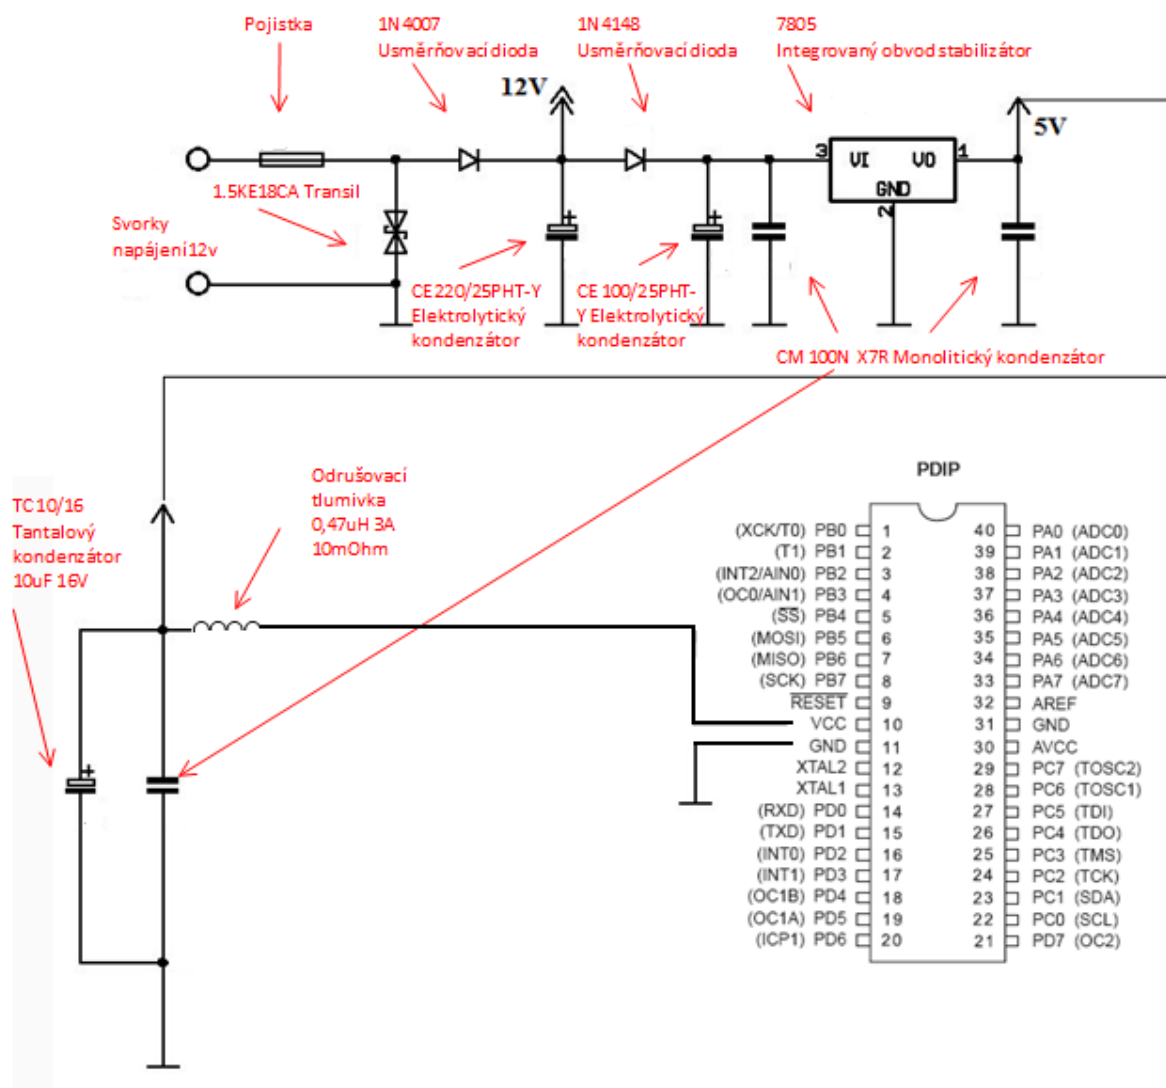 Pojistka
1N4007
Usměrňovací dioda
1N4148
Usměrňovací dioda
7805
Integrovaný obvod stabilizátor
12V
5V
3 VI VO 1
GND
2
1.5KE18CA Transil
Svorky
napájení 12v
CE220/25PHT-Y
Elektrolytický
kondenzátor
CE 100/25PHT-
Y Elektrolytický
kondenzátor
CM 100N X7R Monolitický kondenzátor
TC 10/16
Tantalový
kondenzátor
10uF 16V
Odrušovací
tlumivka
0,47uH 3A
10mOhm
PDIP
(XCK/T0) PB0 1 40 PA0 (ADC0)
(T1) PB1 2 39 PA1 (ADC1)
(INT2/AIN0) PB2 3 38 PA2 (ADC2)
(OC0/AIN1) PB3 4 37 PA3 (ADC3)
(SS) PB4 5 36 PA4 (ADC4)
(MOSI) PB5 6 35 PA5 (ADC5)
(MISO) PB6 7 34 PA6 (ADC6)
(SCK) PB7 8 33 PA7 (ADC7)
RESET 9 32 AREF
VCC 10 31 GND
GND 11 30 AVCC
XTAL2 12 29 PC7 (TOSC2)
XTAL1 13 28 PC6 (TOSC1)
(RXD) PD0 14 27 PC5 (TDI)
(TXD) PD1 15 26 PC4 (TDO)
(INT0) PD2 16 25 PC3 (TMS)
(INT1) PD3 17 24 PC2 (TCK)
(OC1B) PD4 18 23 PC1 (SDA)
(OC1A) PD5 19 22 PC0 (SCL)
(ICP1) PD6 20 21 PD7 (OC2)